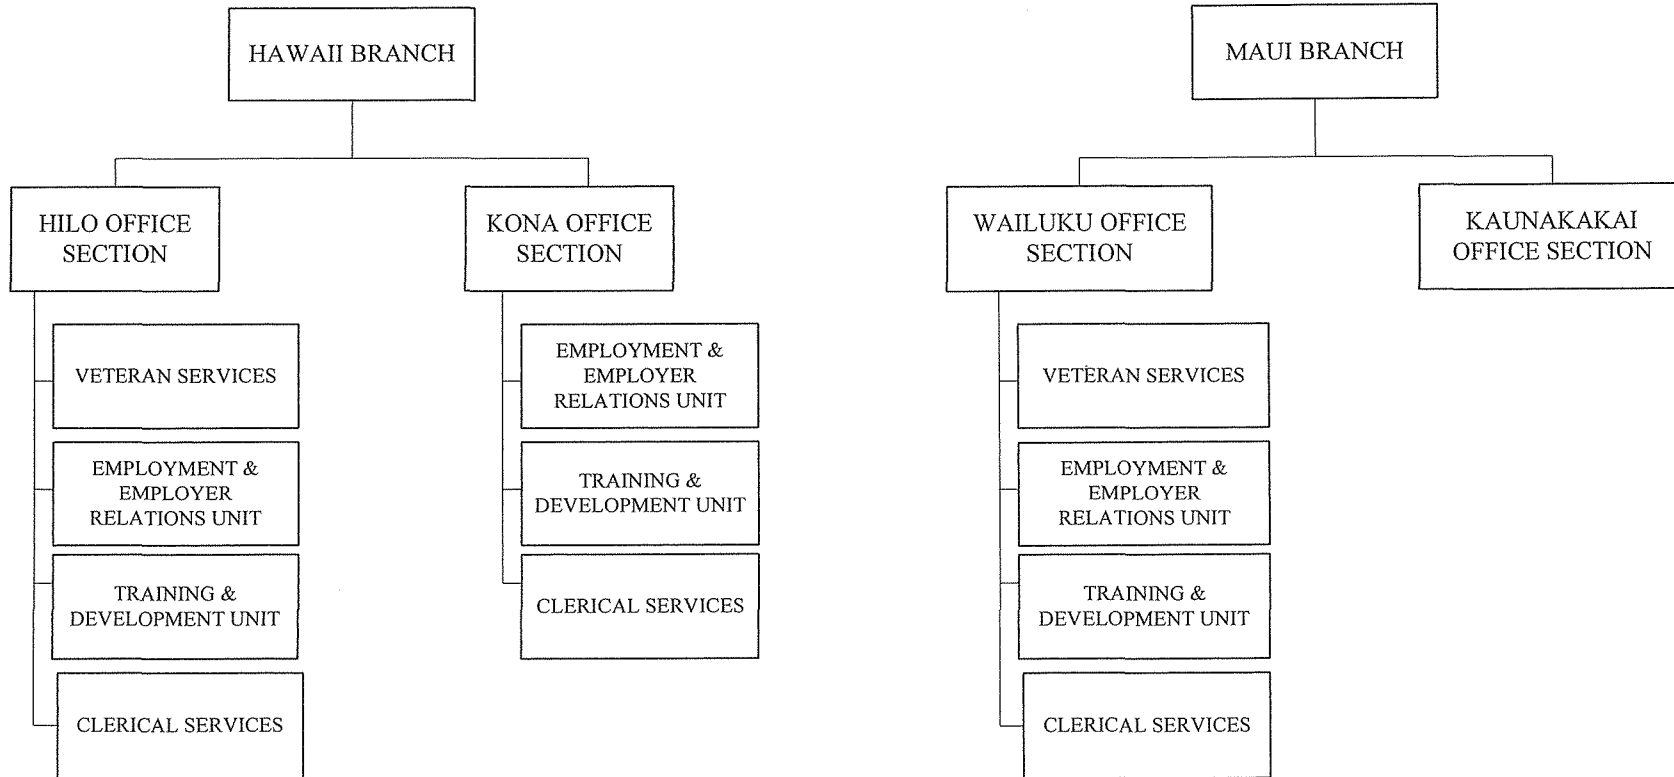 HAWAII BRANCH
MAUI BRANCH
HILO OFFICE
SECTION
KONA OFFICE
SECTION
WAILUKU OFFICE
SECTION
KAUNAKAKAI
OFFICE SECTION
VETERAN SERVICES
EMPLOYMENT &
EMPLOYER
RELATIONS UNIT
TRAINING &
DEVELOPMENT UNIT
CLERICAL SERVICES
EMPLOYMENT &
EMPLOYER
RELATIONS UNIT
TRAINING &
DEVELOPMENT UNIT
CLERICAL SERVICES
VETERAN SERVICES
EMPLOYMENT &
EMPLOYER
RELATIONS UNIT
TRAINING &
DEVELOPMENT UNIT
CLERICAL SERVICES